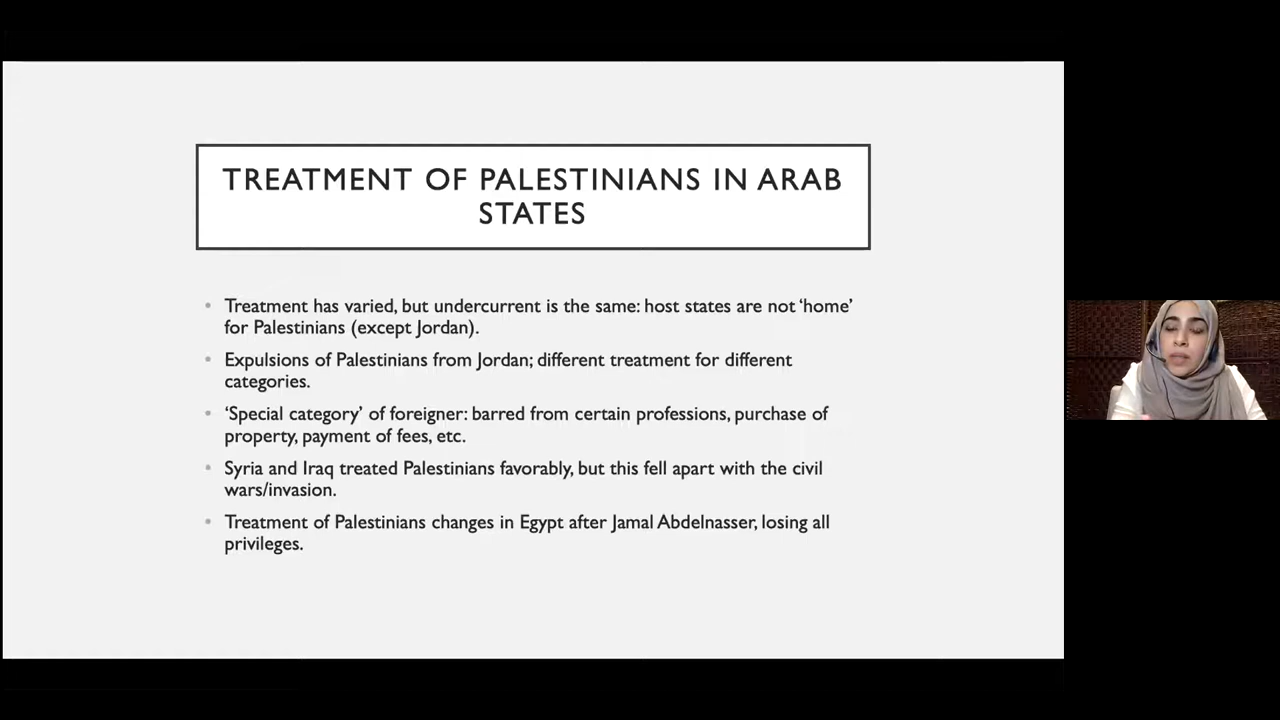 TREATMENT OF PALESTINIANS IN ARAB
STATES
• Treatment has varied, but undercurrent is the same: host states are not ‘home’
for Palestinians (except Jordan).
• Expulsions of Palestinians from Jordan; different treatment for different
categories.
• ‘Special category’ of foreigner: barred from certain professions, purchase of
property, payment of fees, etc.
• Syria and Iraq treated Palestinians favorably, but this fell apart with the civil
wars/invasion.
• Treatment of Palestinians changes in Egypt after Jamal Abdelnasser, losing all
privileges.